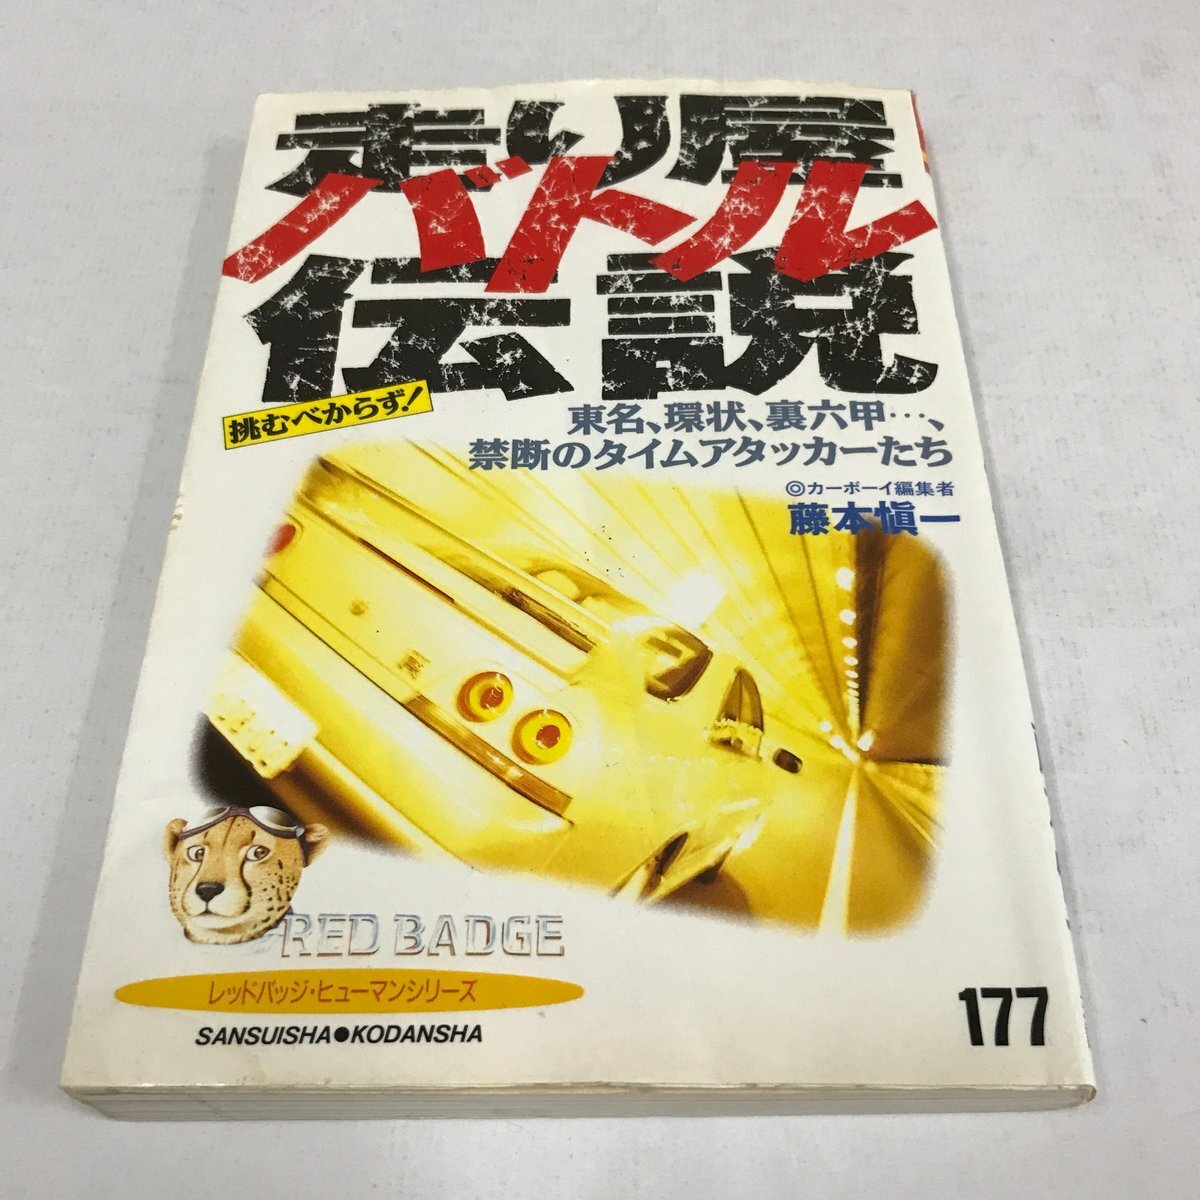 走り屋
バトル
伝説
挑むべからず!
東名、環状、裏六甲…、
禁断のタイムアタッカーたち
◎カーボーイ編集者
藤本愼一
RED BADGE
レッドバッジ・ヒューマンシリーズ
SANSUISHA●KODANSHA
177